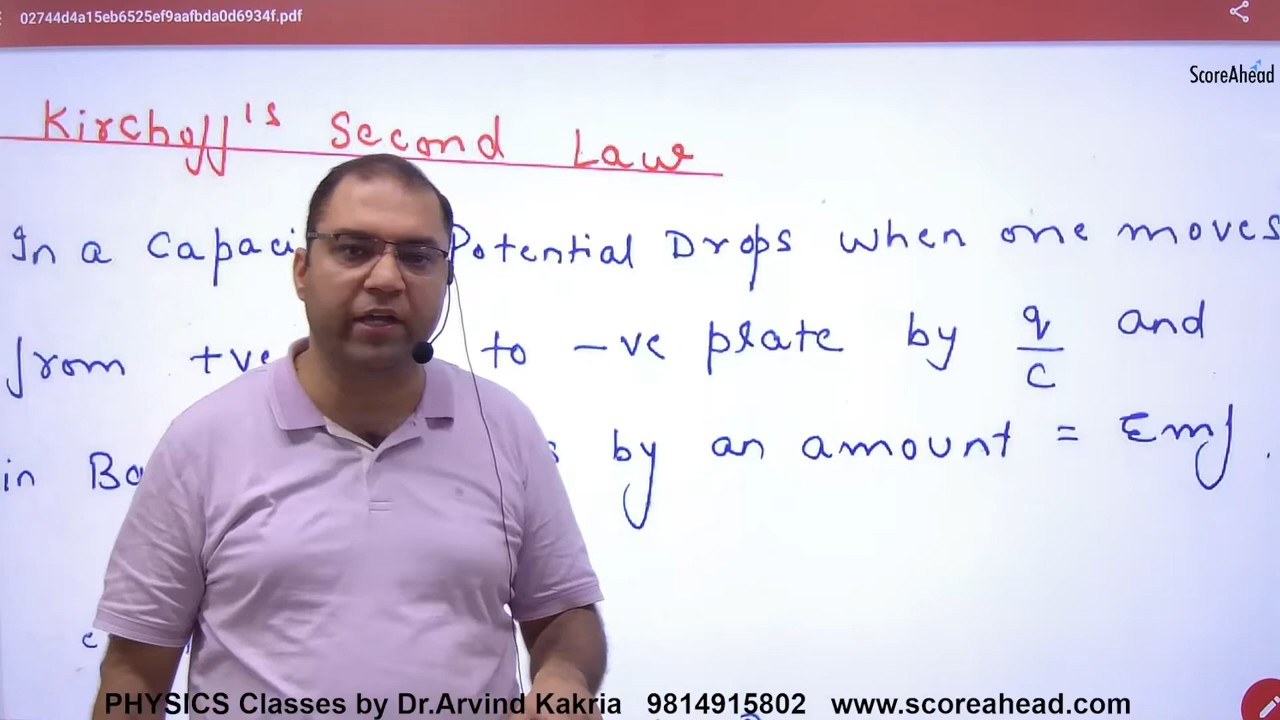 02744d4a15eb6525ef9aafbda0d6934f.pdf
ScoreAhead
Kirchoff's Second Law
In a Capaci Potential Drops when one moves
from +ve to -ve plate by q/C and
in Ba s by an amount = Emf.
PHYSICS Classes by Dr.Arvind Kakria 9814915802 www.scoreahead.com